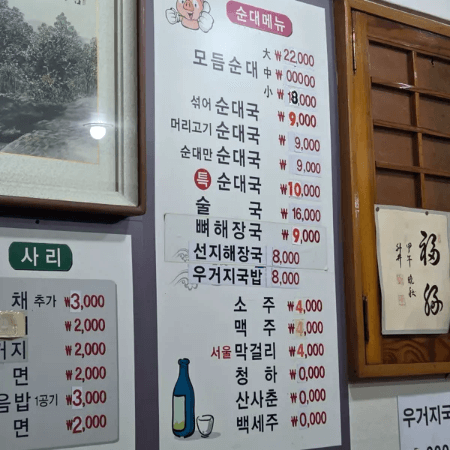 순대메뉴
모듬순대 大 ₩22,000
中 ₩00000
小 ₩18,000
섞어 순대국 ₩9,000
머리고기 순대국 ₩9,000
순대만 순대국 ₩9,000
특 순대국 ₩10,000
술국 ₩16,000
뼈해장국 ₩9,000
선지해장국 8,000
우거지국밥 8,000
소주 ₩4,000
맥주 ₩4,000
서울 막걸리 ₩4,000
청하 ₩0,000
산사춘 ₩0,000
백세주 ₩0,000
사리
채 추가 ₩3,000
₩2,000
거지 ₩2,000
면 ₩2,000
음밥 1공기 ₩3,000
면 ₩2,000
우거지국